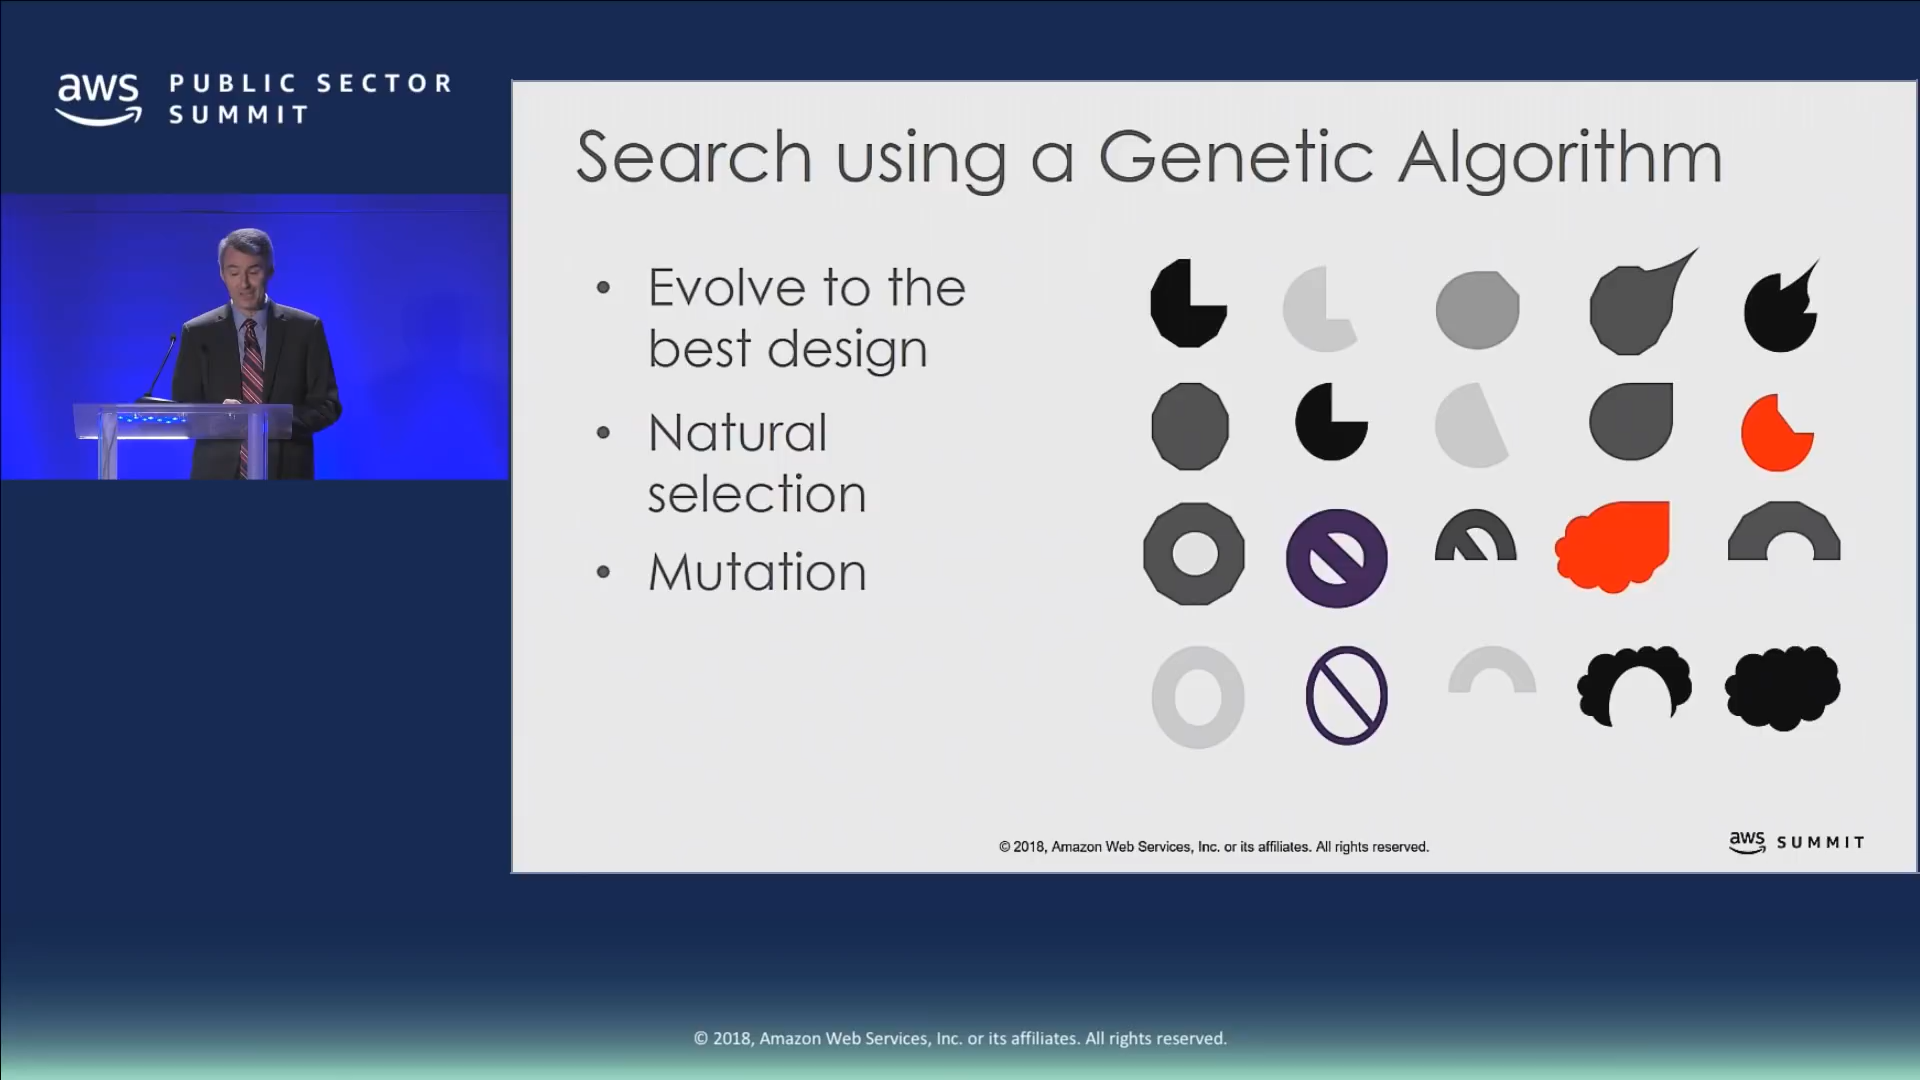 aws PUBLIC SECTOR
SUMMIT
Search using a Genetic Algorithm
• Evolve to the
best design
• Natural
selection
• Mutation
© 2018, Amazon Web Services, Inc. or its affiliates. All rights reserved.
aws SUMMIT
© 2018, Amazon Web Services, Inc. or its affiliates. All rights reserved.